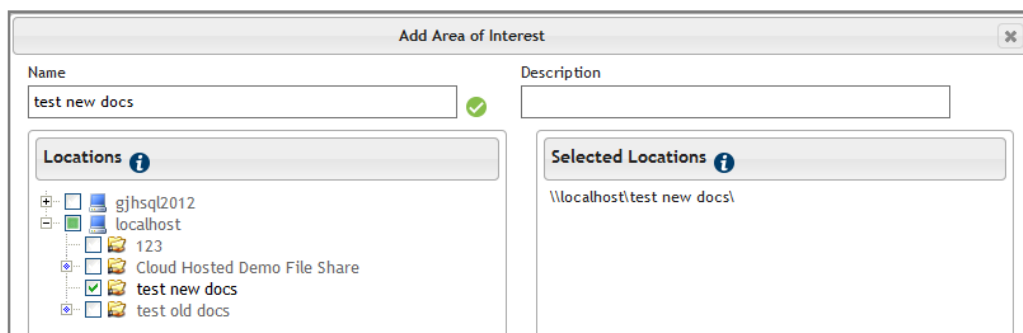 Add Area of Interest
Name
Description
test new docs
Locations
Selected Locations
\\localhost\test new docs\
gjhsql2012
localhost
123
Cloud Hosted Demo File Share
test new docs
test old docs